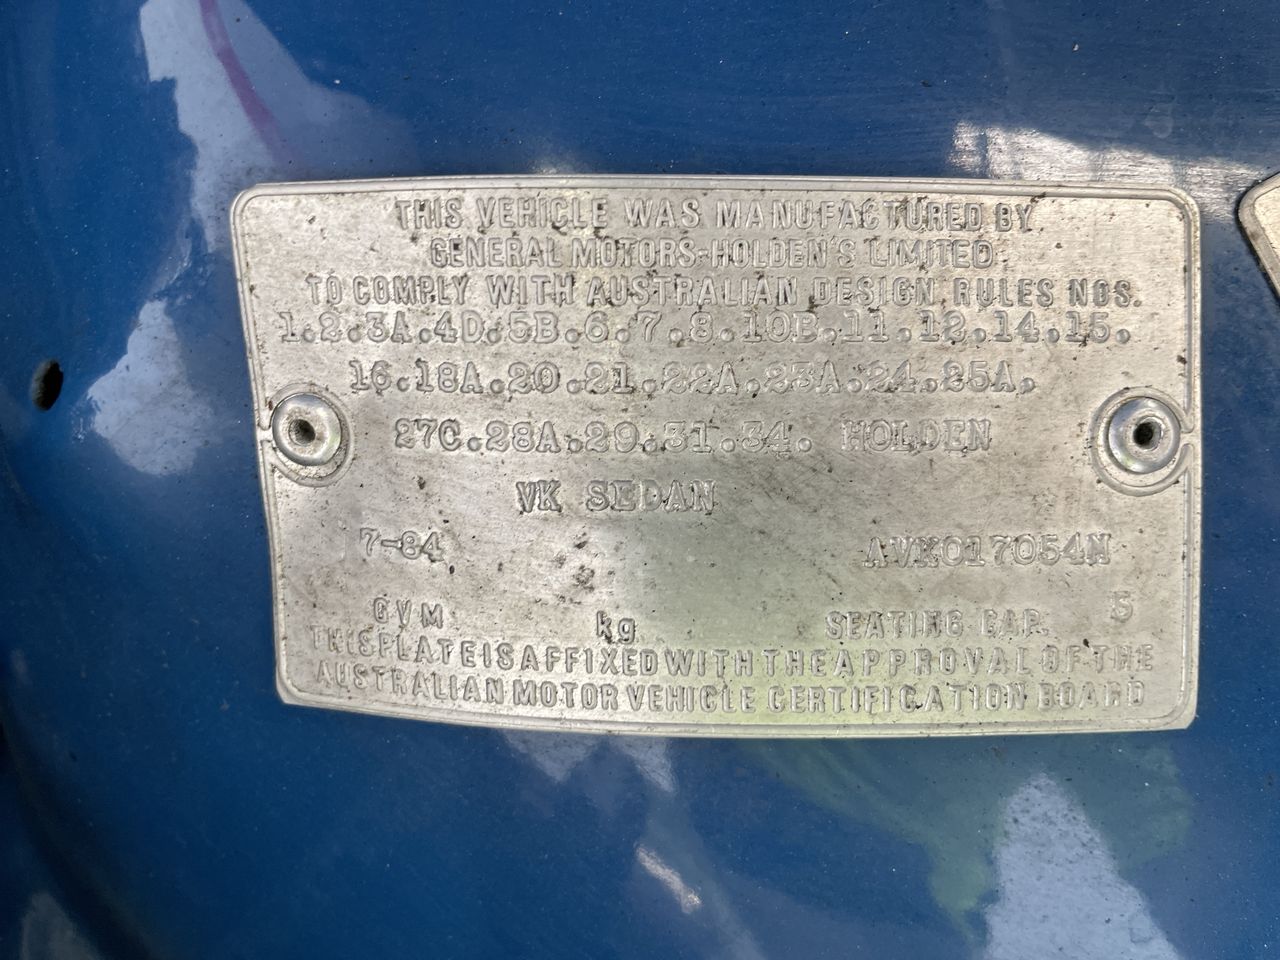 THIS VEHICLE WAS MANUFACTURED BY
GENERAL MOTORS-HOLDEN'S LIMITED
TO COMPLY WITH AUSTRALIAN DESIGN RULES NOS.
1.2.3A.4D.5B.6.7.8.10B.11.12.14.15.
16.18A.20.21.22A.23A.24.25A.
27C.28A.29.31.34. HOLDEN
VK SEDAN
7-84 AVK017054M
GVM kg SEATING CAP. 5
THIS PLATE IS AFFIXED WITH THE APPROVAL OF THE
AUSTRALIAN MOTOR VEHICLE CERTIFICATION BOARD